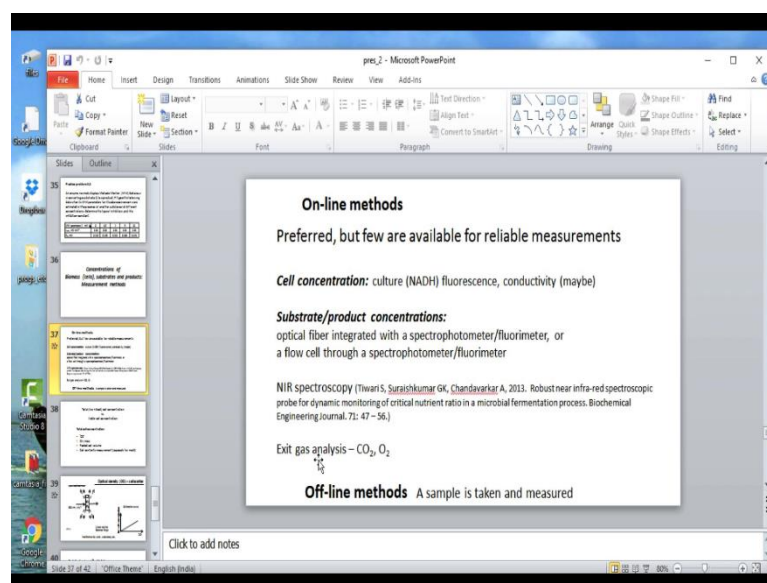 pres_2 - Microsoft PowerPoint
File Home Insert Design Transitions Animations Slide Show Review View Add-Ins
Cut
Copy
Format Painter
Paste
Clipboard
New
Slide
Layout
Reset
Section
Slides
Font
Text Direction
Align Text
Convert to SmartArt
Paragraph
Arrange
Quick
Styles
Shape Fill
Shape Outline
Shape Effects
Drawing
Find
Replace
Select
Editing
Slides Outline
35
36
Concentrations of
Biomass (cells), substrates and products:
Measurement methods
37
38
39
40
On-line methods
Preferred, but few are available for reliable measurements
Cell concentration: culture (NADH) fluorescence, conductivity (maybe)
Substrate/product concentrations:
optical fiber integrated with a spectrophotometer/fluorimeter, or
a flow cell through a spectrophotometer/fluorimeter
NIR spectroscopy (Tiwari S, Suraishkumar GK, Chandavarkar A, 2013. Robust near infra-red spectroscopic
probe for dynamic monitoring of critical nutrient ratio in a microbial fermentation process. Biochemical
Engineering Journal. 71: 47 – 56.)
Exit gas analysis – CO2, O2
Off-line methods A sample is taken and measured
Click to add notes
Slide 37 of 42 "Office Theme" English (India) 80%
Dropbox
Camtasia
Studio 8
Google
Chrome